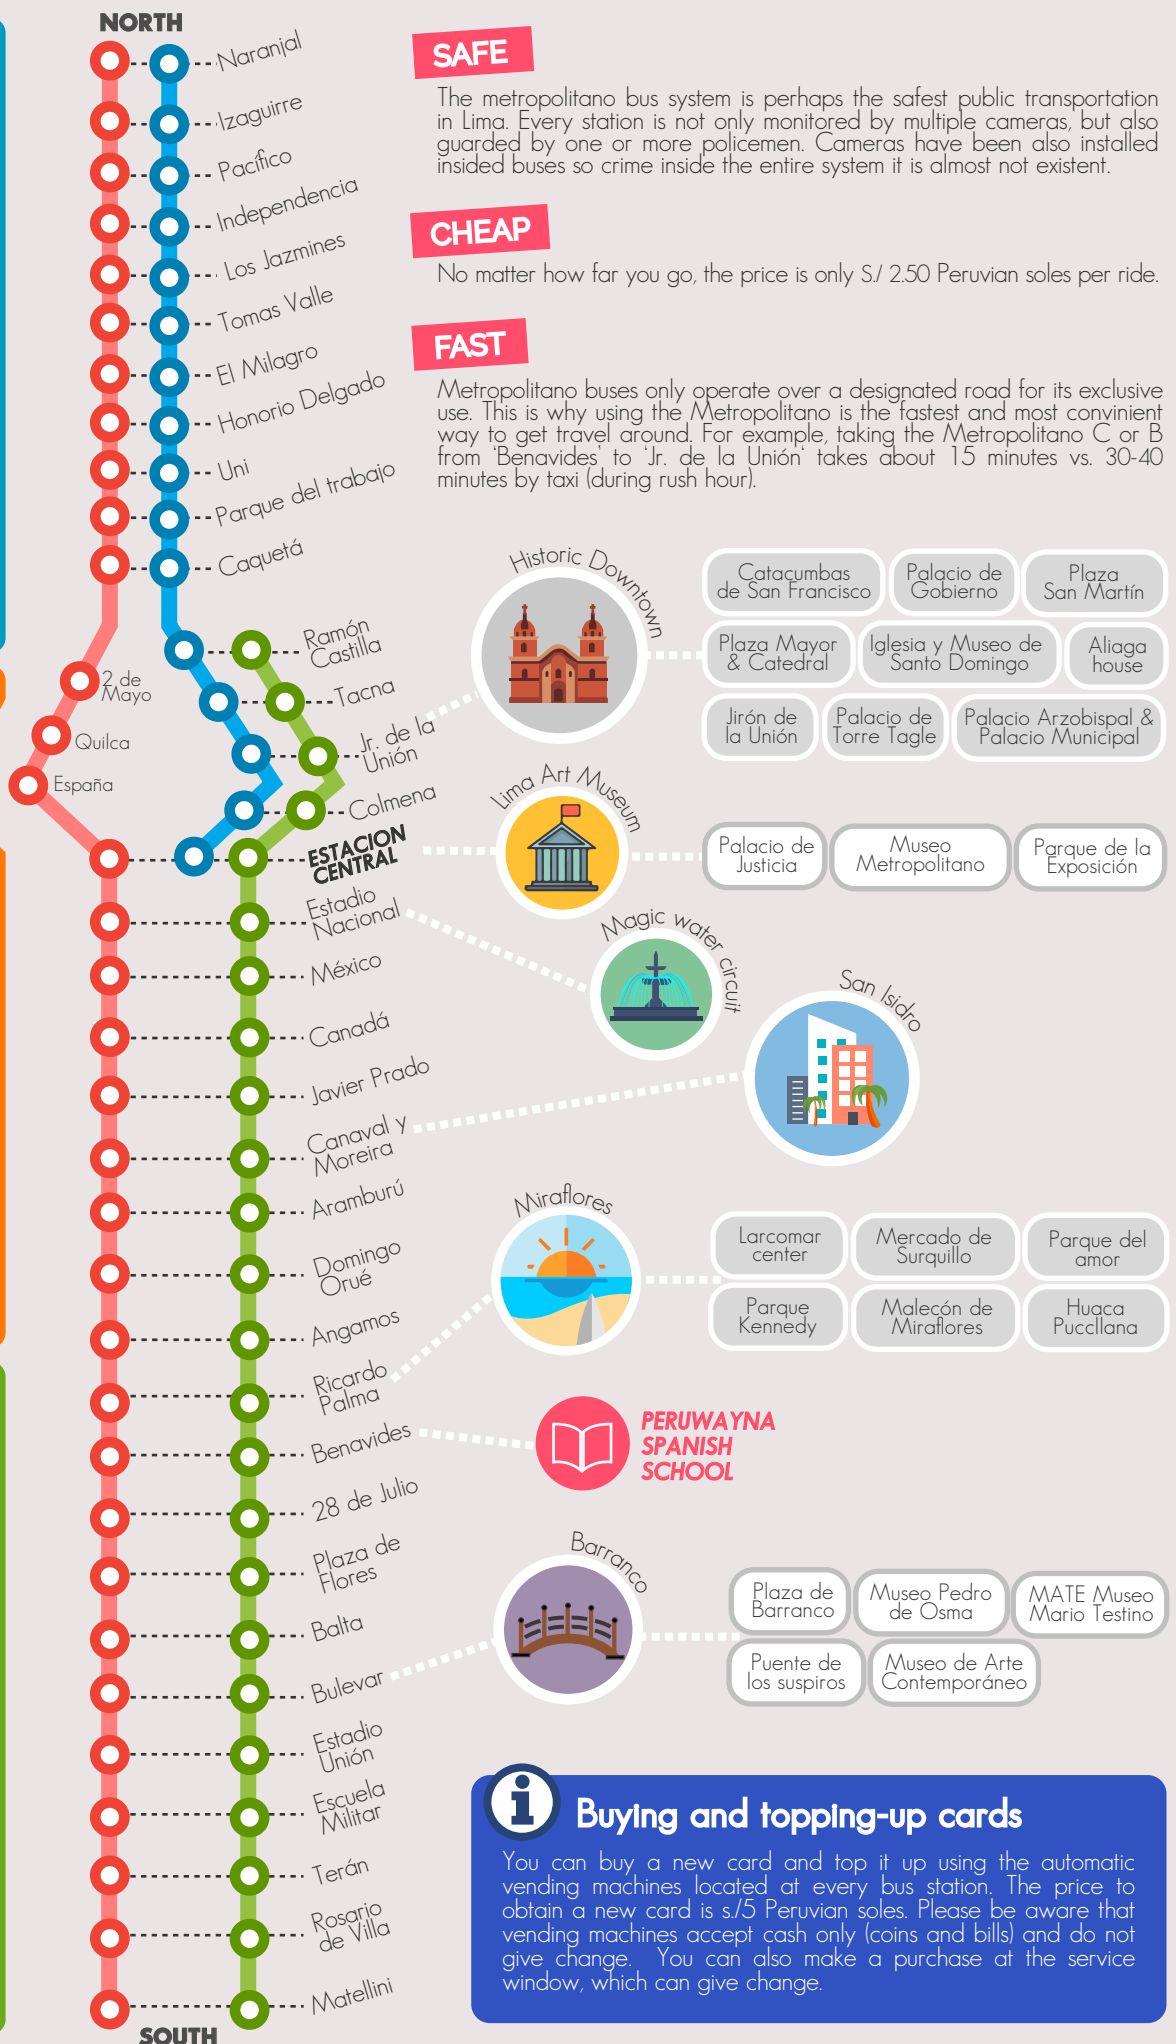 NORTH
Naranjal
Izaguirre
Pacífico
Independencia
Los Jazmines
Tomas Valle
El Milagro
Honorio Delgado
Uni
Parque del trabajo
Caquetá
Ramón
Castilla
Tacna
Jr. de la
Unión
Colmena
2 de
Mayo
Quilca
España
ESTACION
CENTRAL
Estadio
Nacional
México
Canadá
Javier Prado
Canaval y
Moreira
Aramburú
Domingo
Orué
Angamos
Ricardo
Palma
Benavides
28 de Julio
Plaza de
Flores
Balta
Bulevar
Estadio
Unión
Escuela
Militar
Terán
Rosario
de Villa
Matellini
SOUTH
SAFE
The metropolitano bus system is perhaps the safest public transportation
in Lima. Every station is not only monitored by multiple cameras, but also
guarded by one or more policemen. Cameras have been also installed
insided buses so crime inside the entire system it is almost not existent.
CHEAP
No matter how far you go, the price is only S./ 2.50 Peruvian soles per ride.
FAST
Metropolitano buses only operate over a designated road for its exclusive
use. This is why using the Metropolitano is the fastest and most convinient
way to get travel around. For example, taking the Metropolitano C or B
from ‘Benavides’ to ‘Jr. de la Unión‘ takes about 15 minutes vs. 30-40
minutes by taxi (during rush hour).
Historic Downtown
Catacumbas
de San Francisco
Palacio de
Gobierno
Plaza
San Martín
Plaza Mayor
& Catedral
Iglesia y Museo de
Santo Domingo
Aliaga
house
Jirón de
la Unión
Palacio de
Torre Tagle
Palacio Arzobispal &
Palacio Municipal
Lima Art Museum
Palacio de
Justicia
Museo
Metropolitano
Parque de la
Exposición
Magic water circuit
San Isidro
Miraflores
Larcomar
center
Mercado de
Surquillo
Parque del
amor
Parque
Kennedy
Malecón de
Miraflores
Huaca
Puccllana
PERUWAYNA
SPANISH
SCHOOL
Barranco
Plaza de
Barranco
Museo Pedro
de Osma
MATE Museo
Mario Testino
Puente de
los suspiros
Museo de Arte
Contemporáneo
i
Buying and topping-up cards
You can buy a new card and top it up using the automatic
vending machines located at every bus station. The price to
obtain a new card is s./5 Peruvian soles. Please be aware that
vending machines accept cash only (coins and bills) and do not
give change. You can also make a purchase at the service
window, which can give change.